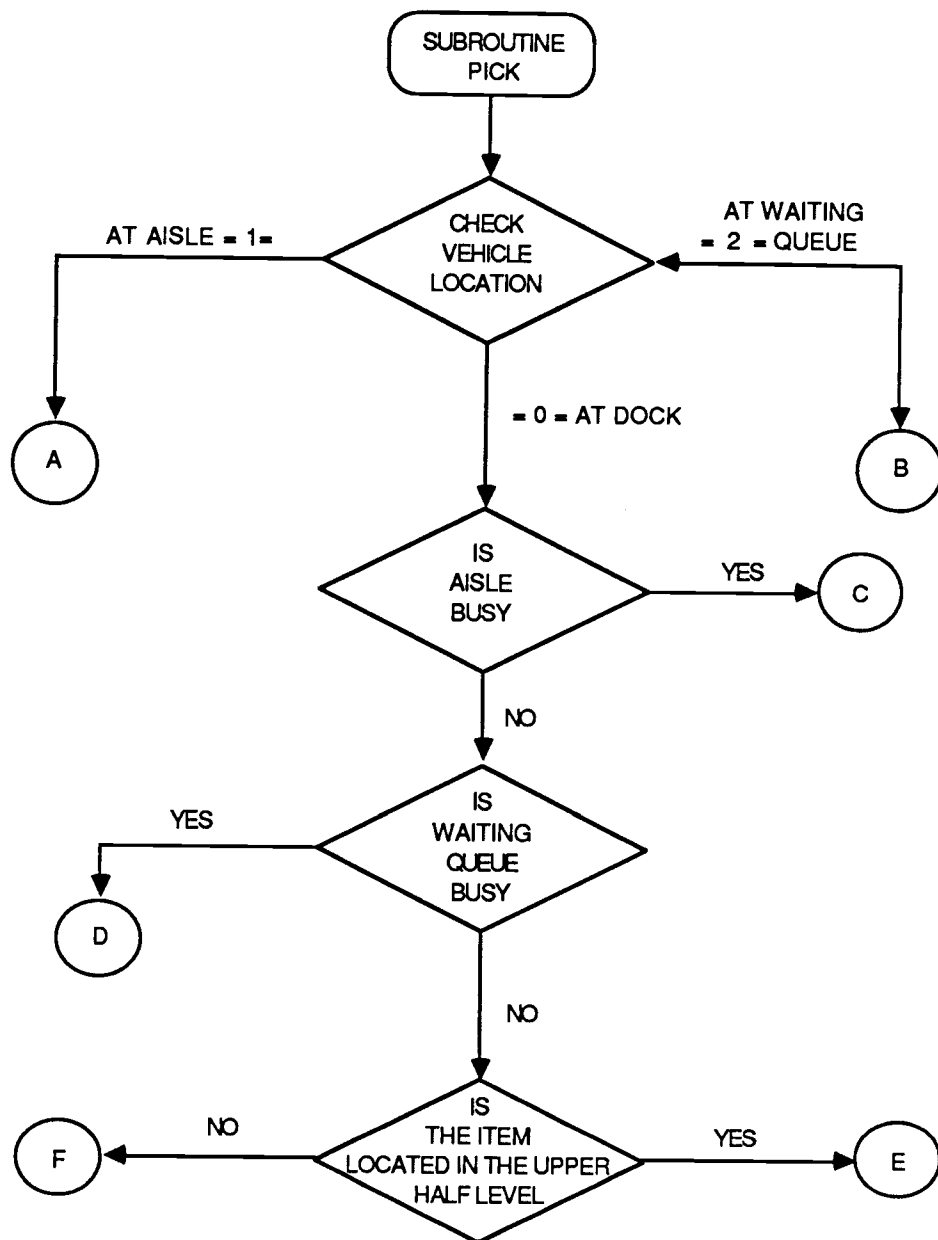 SUBROUTINE
PICK
CHECK
VEHICLE
LOCATION
AT AISLE = 1=
AT WAITING
= 2 = QUEUE
A
= 0 = AT DOCK
B
IS
AISLE
BUSY
YES
C
NO
IS
WAITING
QUEUE
BUSY
YES
D
NO
IS
THE ITEM
LOCATED IN THE UPPER
HALF LEVEL
NO
F
YES
E